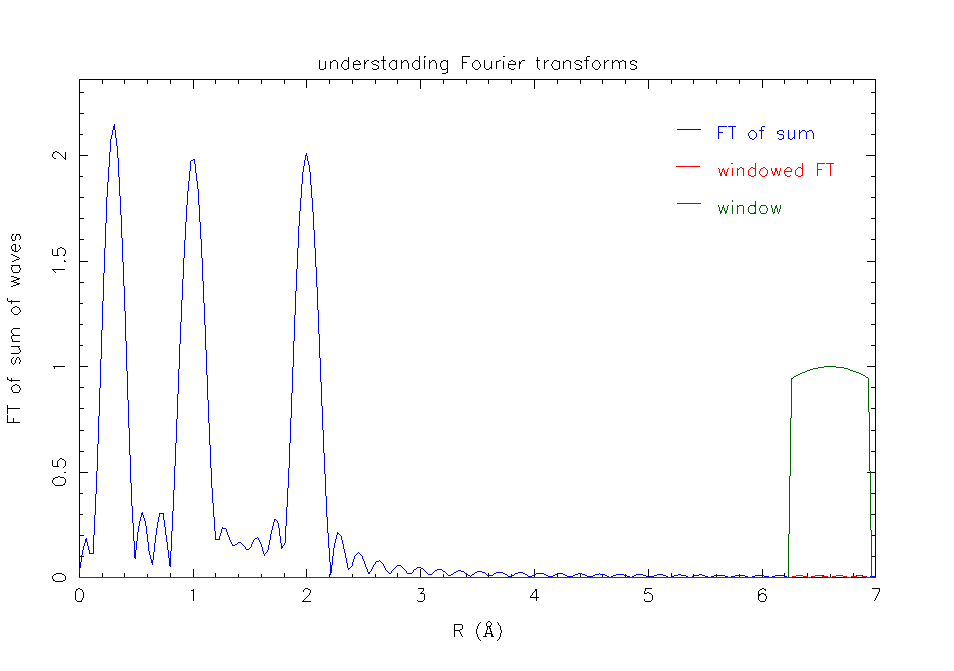 understanding Fourier transforms
FT of sum
windowed FT
window
FT of sum of waves
2
1.5
1
0.5
0
0 1 2 3 4 5 6 7
R (Å)